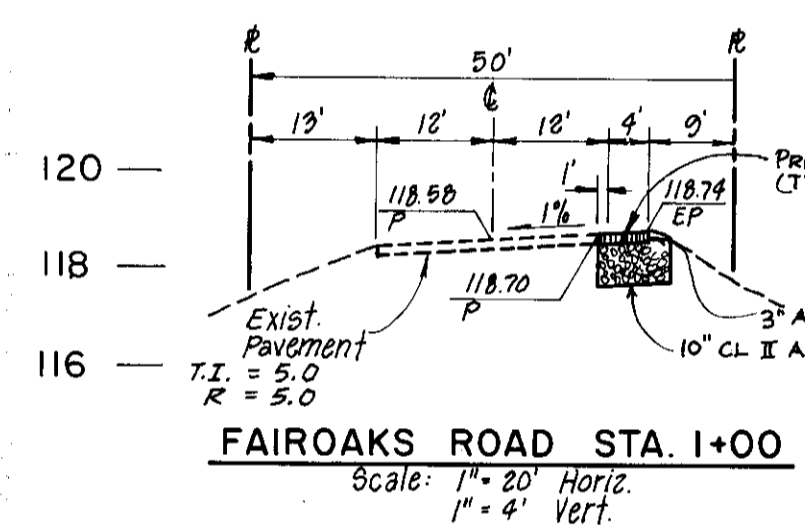 50'
13' 12' 12' 4' 9'
1'
120
118.58
P
1%
118.74
EP
118
118.70
P
3" A
Exist.
Pavement
10" CL II A
116
T.I. = 5.0
R = 5.0
FAIROAKS ROAD STA. 1+00
Scale: 1" = 20' Horiz.
1" = 4' Vert.